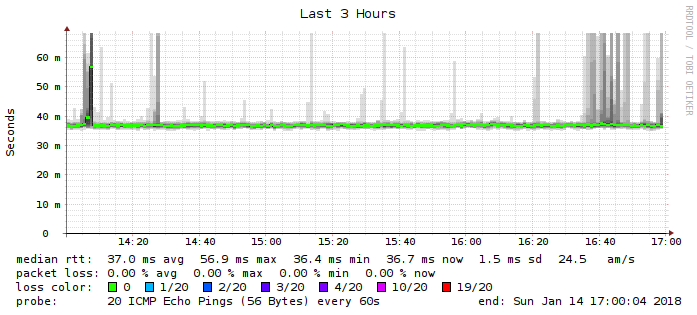 Last 3 Hours
RRDTOOL / TOBI OETIKER
Seconds
60 m
50 m
40 m
30 m
20 m
10 m
0
14:20 14:40 15:00 15:20 15:40 16:00 16:20 16:40 17:00
median rtt: 37.0 ms avg 56.9 ms max 36.4 ms min 36.7 ms now 1.5 ms sd 24.5 am/s
packet loss: 0.00 % avg 0.00 % max 0.00 % min 0.00 % now
loss color: 0 1/20 2/20 3/20 4/20 10/20 19/20
probe: 20 ICMP Echo Pings (56 Bytes) every 60s end: Sun Jan 14 17:00:04 2018